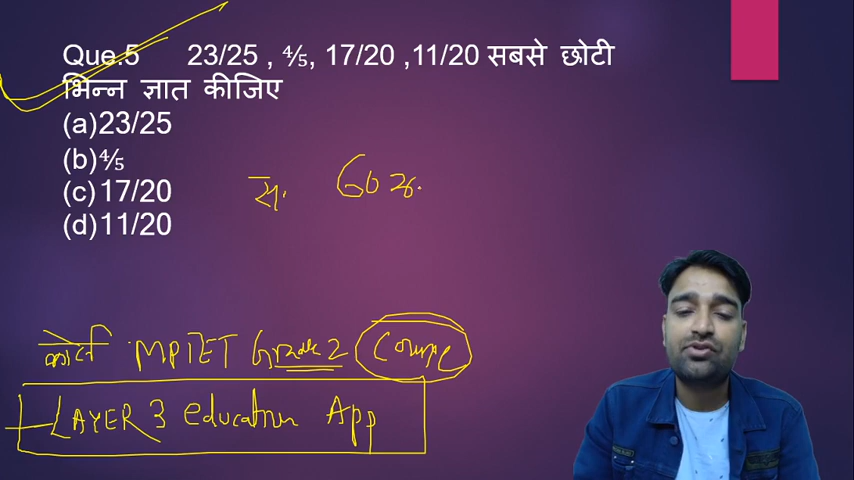 Que.5 23/25 , ⅘, 17/20 ,11/20 सबसे छोटी
भिन्न ज्ञात कीजिए
(a)23/25
(b)⅘
(c)17/20
(d)11/20
MPTET Grade 2 Course
LAYER 3 education App